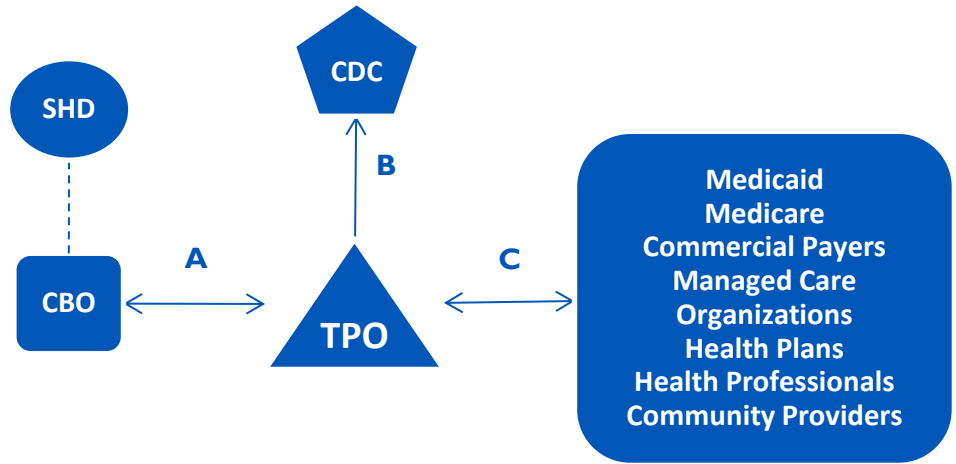 CDC
SHD
B
A
C
CBO
TPO
Medicaid
Medicare
Commercial Payers
Managed Care
Organizations
Health Plans
Health Professionals
Community Providers